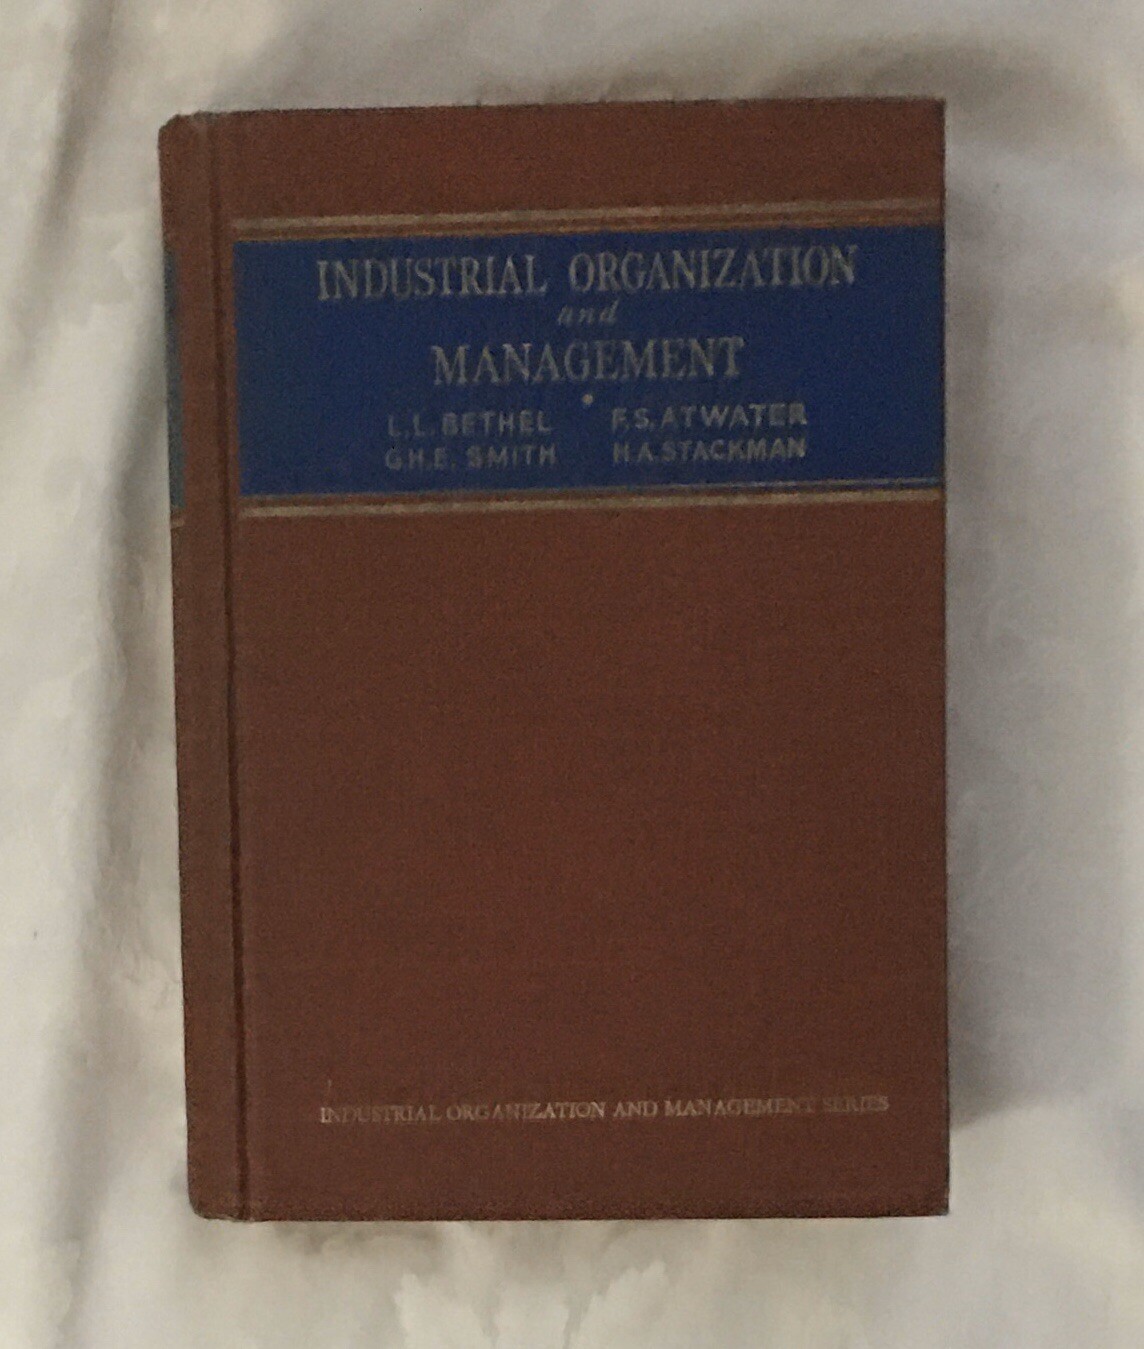 INDUSTRIAL ORGANIZATION
and
MANAGEMENT
L.L. BETHEL F.S. ATWATER
G.H.E. SMITH H.A. STACKMAN
INDUSTRIAL ORGANIZATION AND MANAGEMENT SERIES